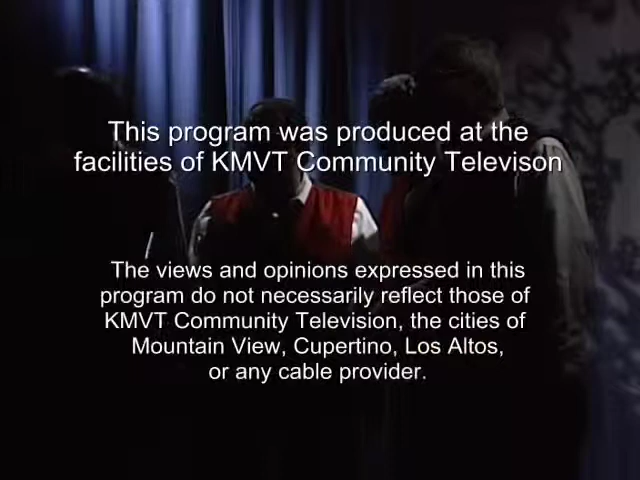 This program was produced at the
facilities of KMVT Community Televison
The views and opinions expressed in this
program do not necessarily reflect those of
KMVT Community Television, the cities of
Mountain View, Cupertino, Los Altos,
or any cable provider.